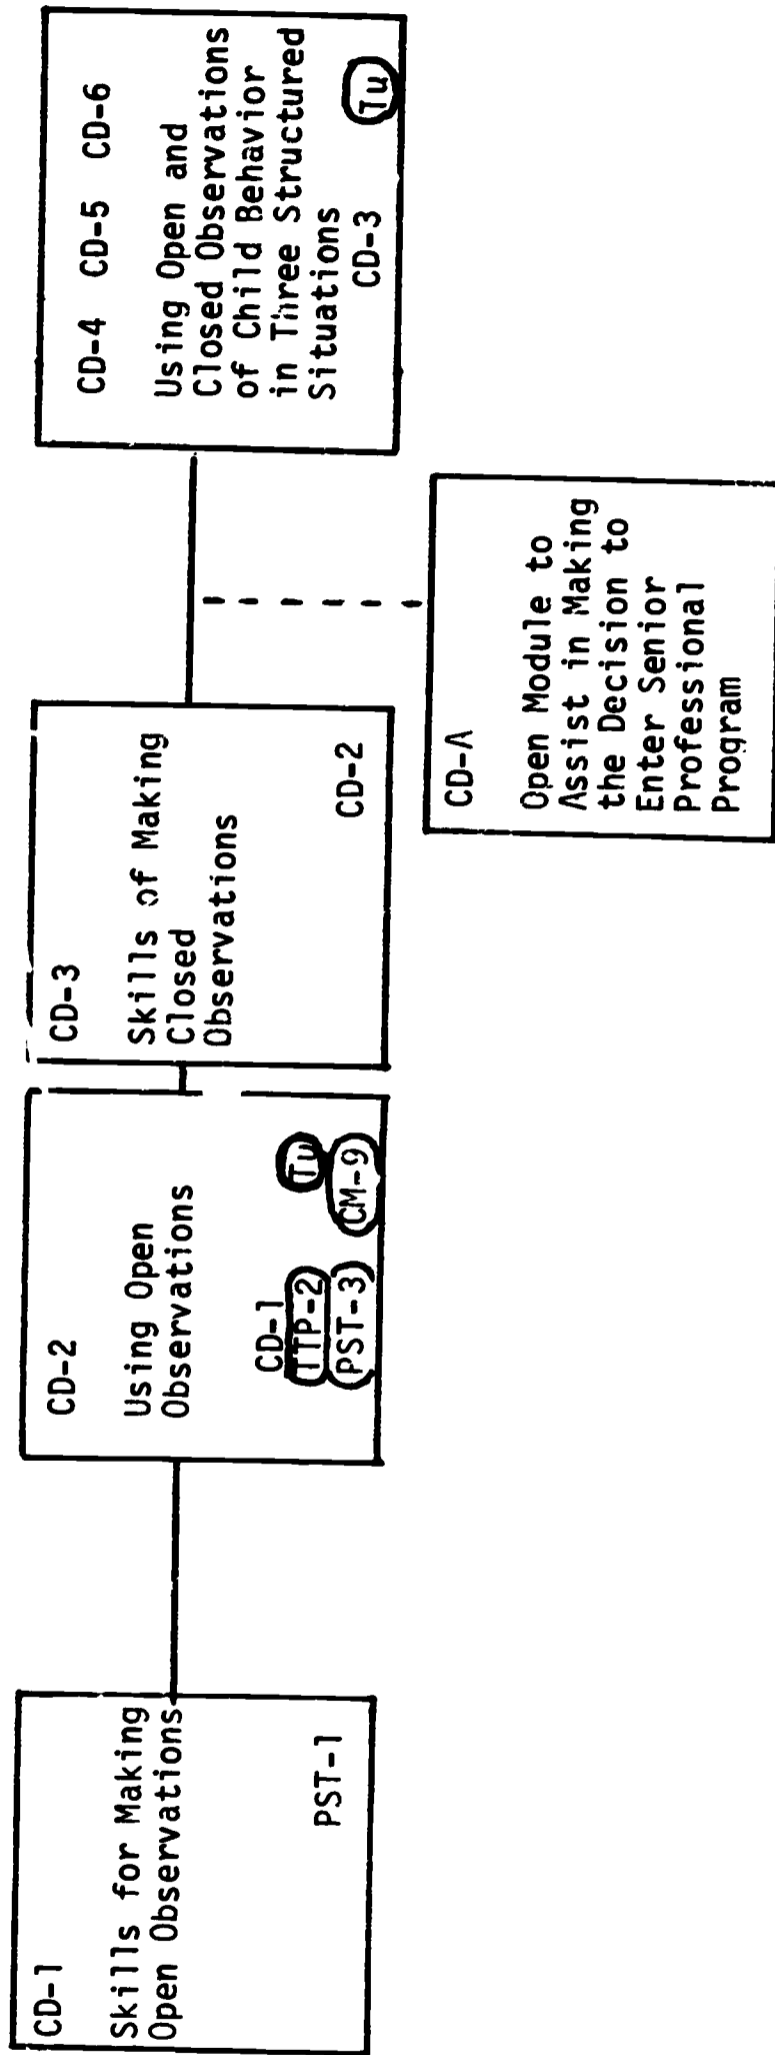 CD-1
Skills for Making
Open Observations
PST-1
CD-2
Using Open
Observations
CD-1
TTP-2
Tu
PST-3
CM-9
CD-3
Skills of Making
Closed
Observations
CD-2
CD-4 CD-5 CD-6
Using Open and
Closed Observations
of Child Behavior
in Three Structured
Situations
CD-3
Tu
CD-A
Open Module to
Assist in Making
the Decision to
Enter Senior
Professional
Program